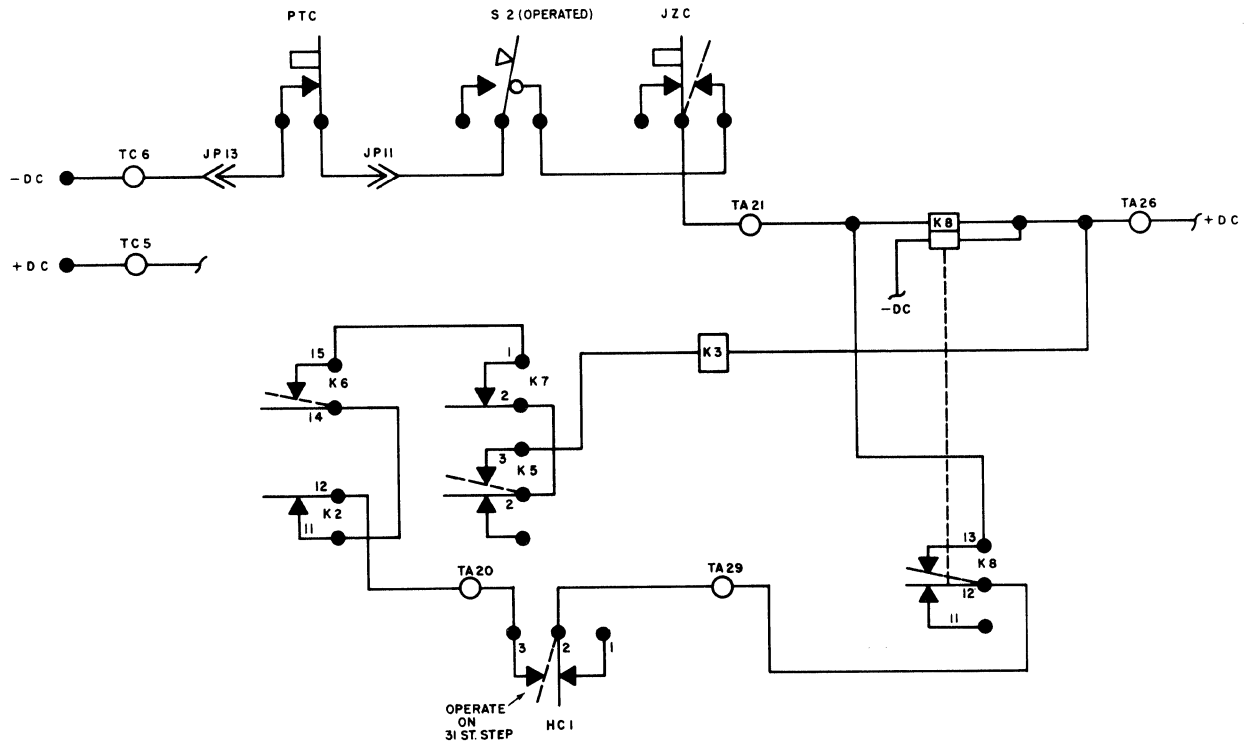 PTC
S 2 (OPERATED)
JZC
TC6
JP13
JP11
-DC
TA21
K8
TA26
+DC
TC5
+DC
-DC
15
K6
14
1
K7
2
K3
3
K5
2
12
K2
11
13
K8
12
11
TA20
TA29
3
2
1
OPERATE
ON
31 ST. STEP
HC1